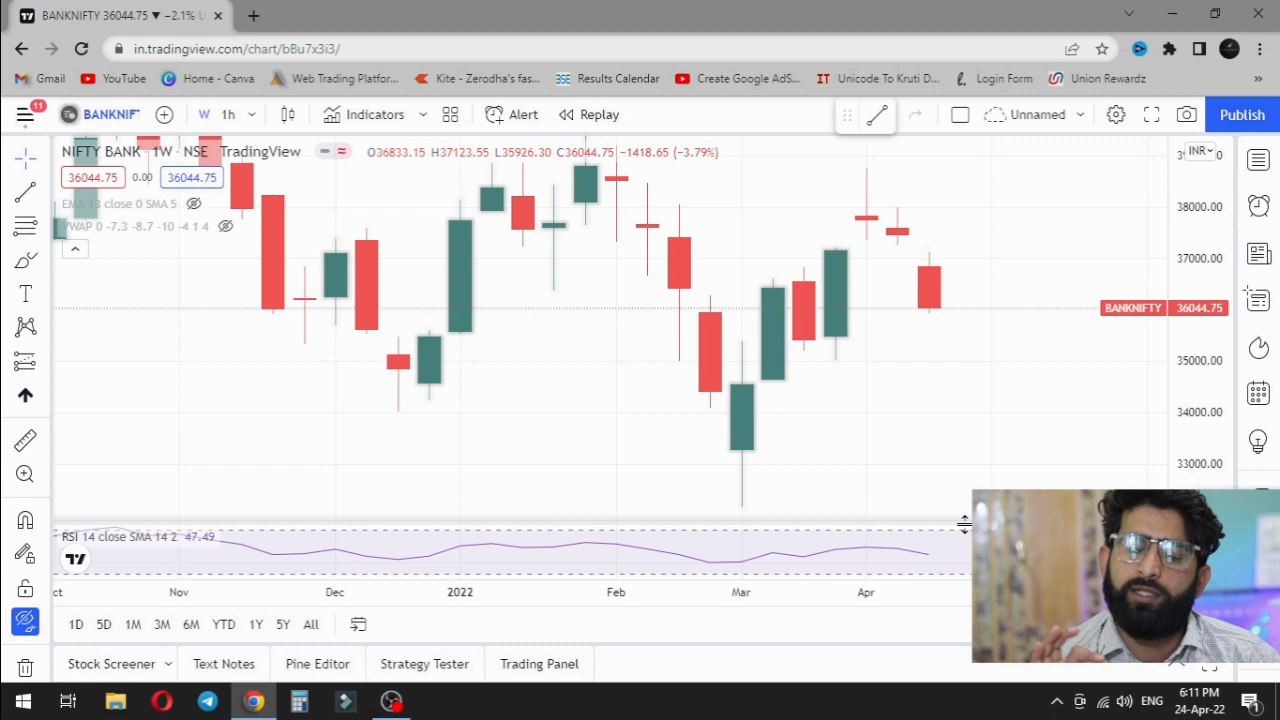 BANKNIFTY 36044.75 ▼ −2.1% U
in.tradingview.com/chart/b8u7x3i3/
Gmail YouTube Home - Canva Web Trading Platfor... Kite - Zerodha's fas... Results Calendar Create Google AdS... Unicode To Kruti D... Login Form Union Rewardz »
11
BANKNIFT W 1h Indicators Alert Replay Unnamed Publish
NIFTY BANK · 1W · NSE TradingView O36833.15 H37123.55 L35926.30 C36044.75 −1418.65 (−3.79%)
INR
36044.75 0.00 36044.75
EMA 13 close 0 SMA 5
VWAP 0 -7.3 -8.7 -10 -4 1 4
38000.00
37000.00
BANKNIFTY 36044.75
35000.00
34000.00
33000.00
RSI 14 close SMA 14 2 47.49
ct Nov Dec 2022 Feb Mar Apr
1D 5D 1M 3M 6M YTD 1Y 5Y All
Stock Screener Text Notes Pine Editor Strategy Tester Trading Panel
ENG
6:11 PM
24-Apr-22
1